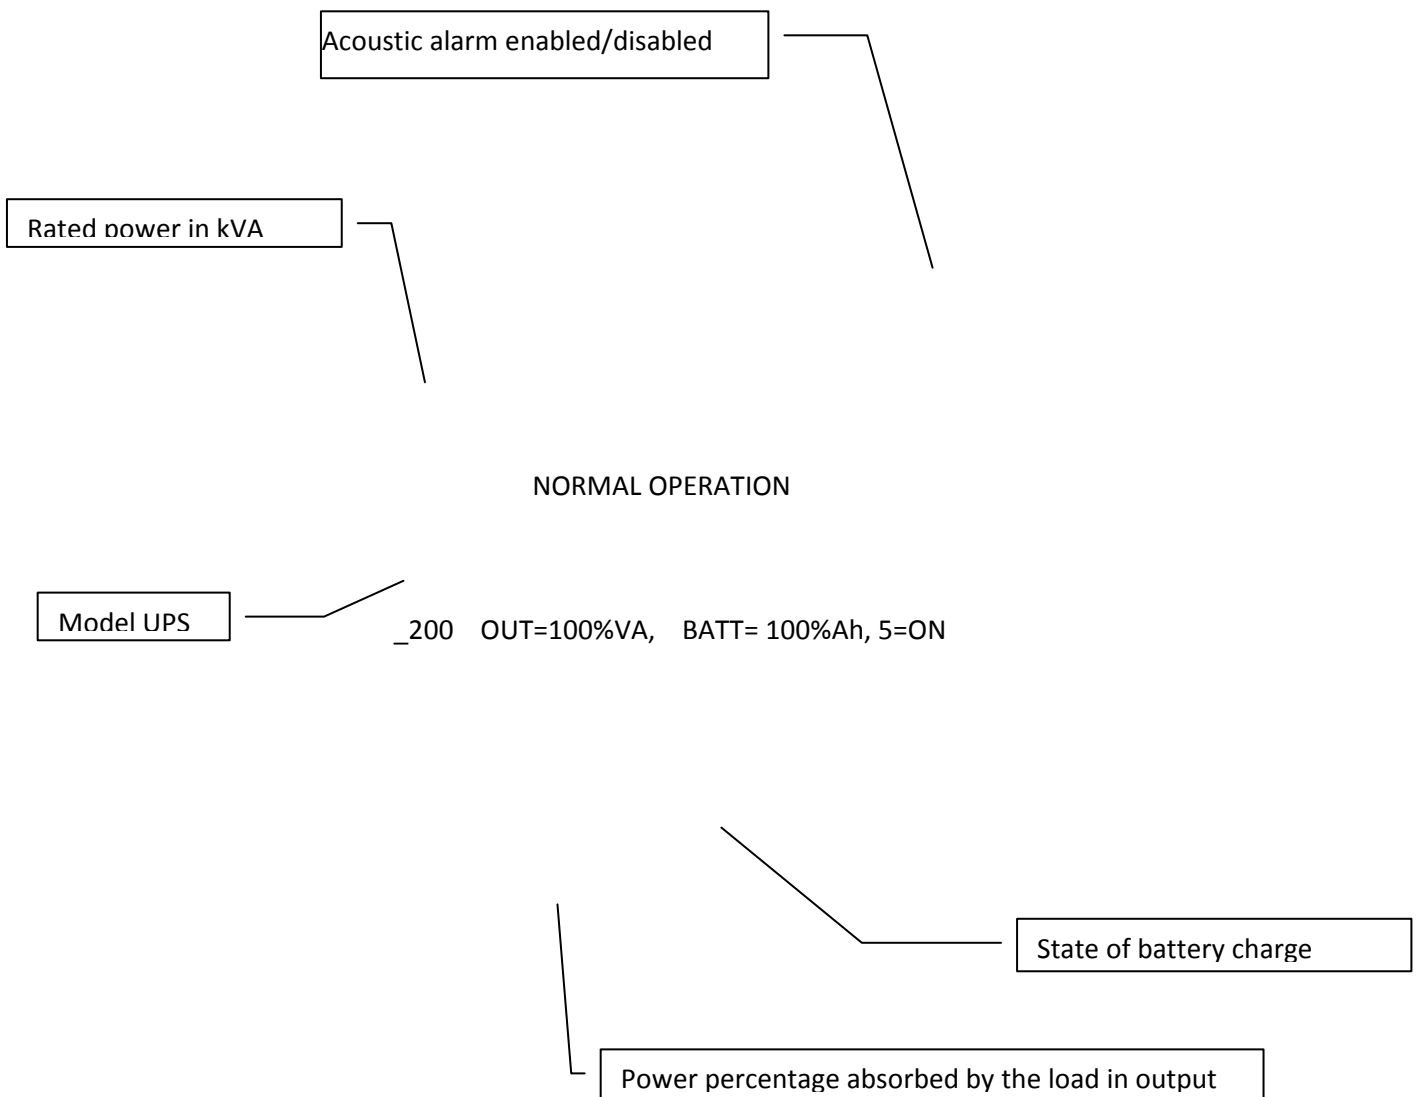 Acoustic alarm enabled/disabled
Rated power in kVA
NORMAL OPERATION
Model UPS
_200 OUT=100%VA, BATT= 100%Ah, 5=ON
State of battery charge
Power percentage absorbed by the load in output